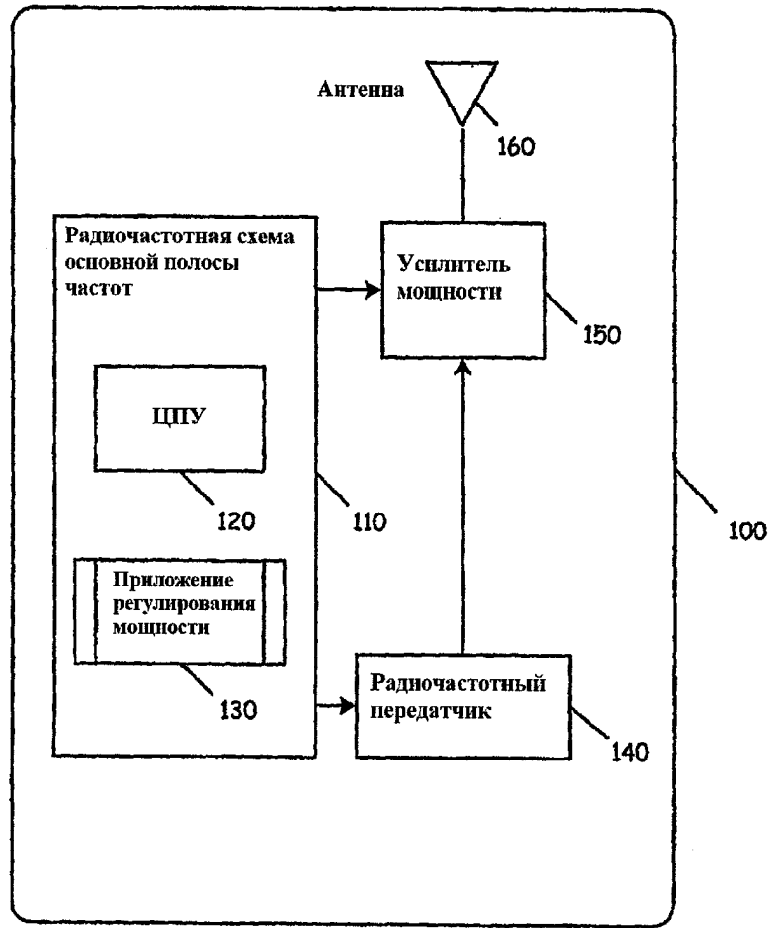 Антенна
160
Радиочастотная схема
основной полосы
частот
Усилитель
мощности
150
ЦПУ
120
110
100
Приложение
регулирования
мощности
130
Радиочастотный
передатчик
140